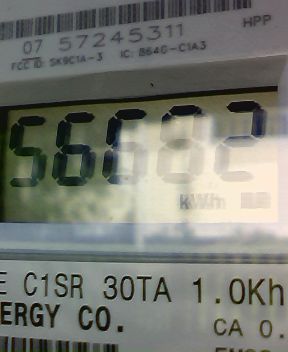 07 57245311
HPP
FCC ID: SK9C1A-3 IC: 864G-C1A3
56682
kWh
E C1SR 30TA 1.0Kh
ERGY CO.
CA 0.